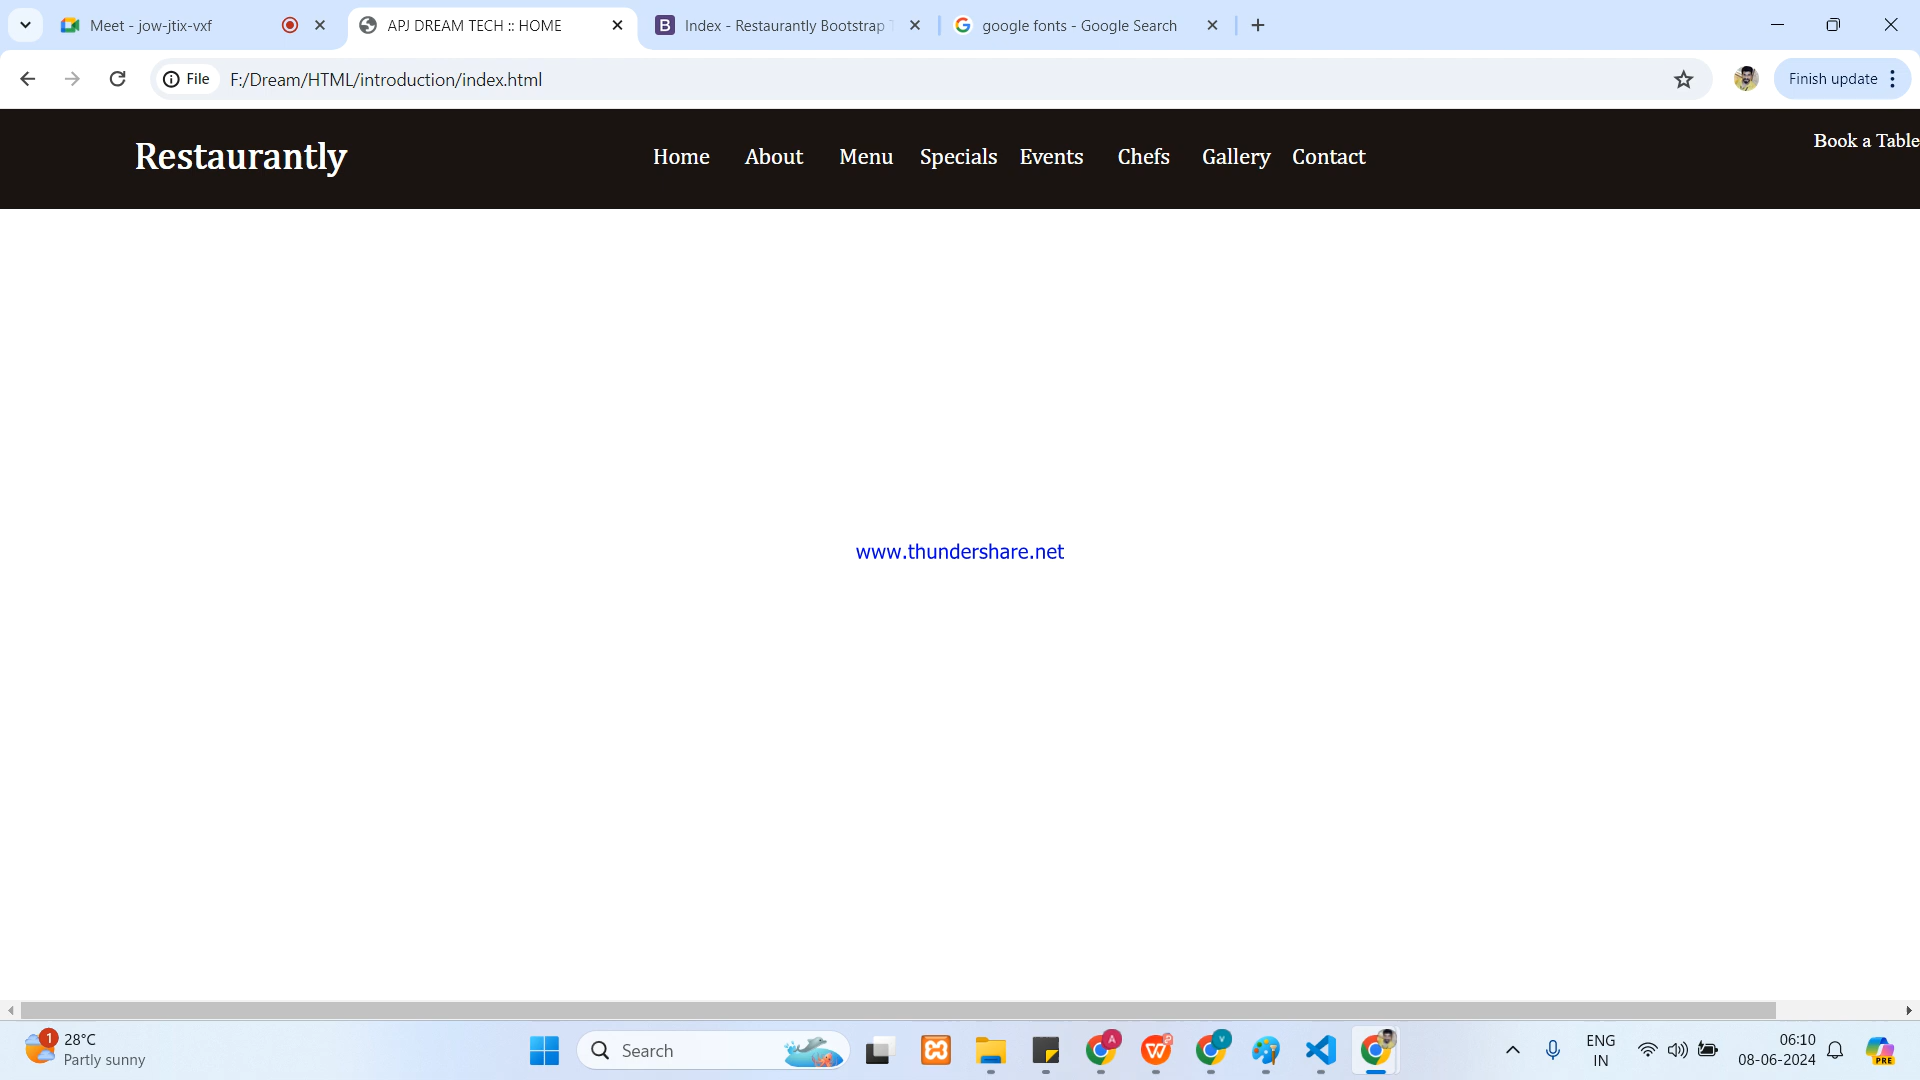 Meet - jow-jtix-vxf
APJ DREAM TECH :: HOME
Index - Restaurantly Bootstrap
google fonts - Google Search
File
F:/Dream/HTML/introduction/index.html
Finish update
Restaurantly
Home About Menu Specials Events Chefs Gallery Contact
Book a Table
www.thundershare.net
1
28°C
Partly sunny
Search
A
V
ENG
IN
06:10
08-06-2024
PRE